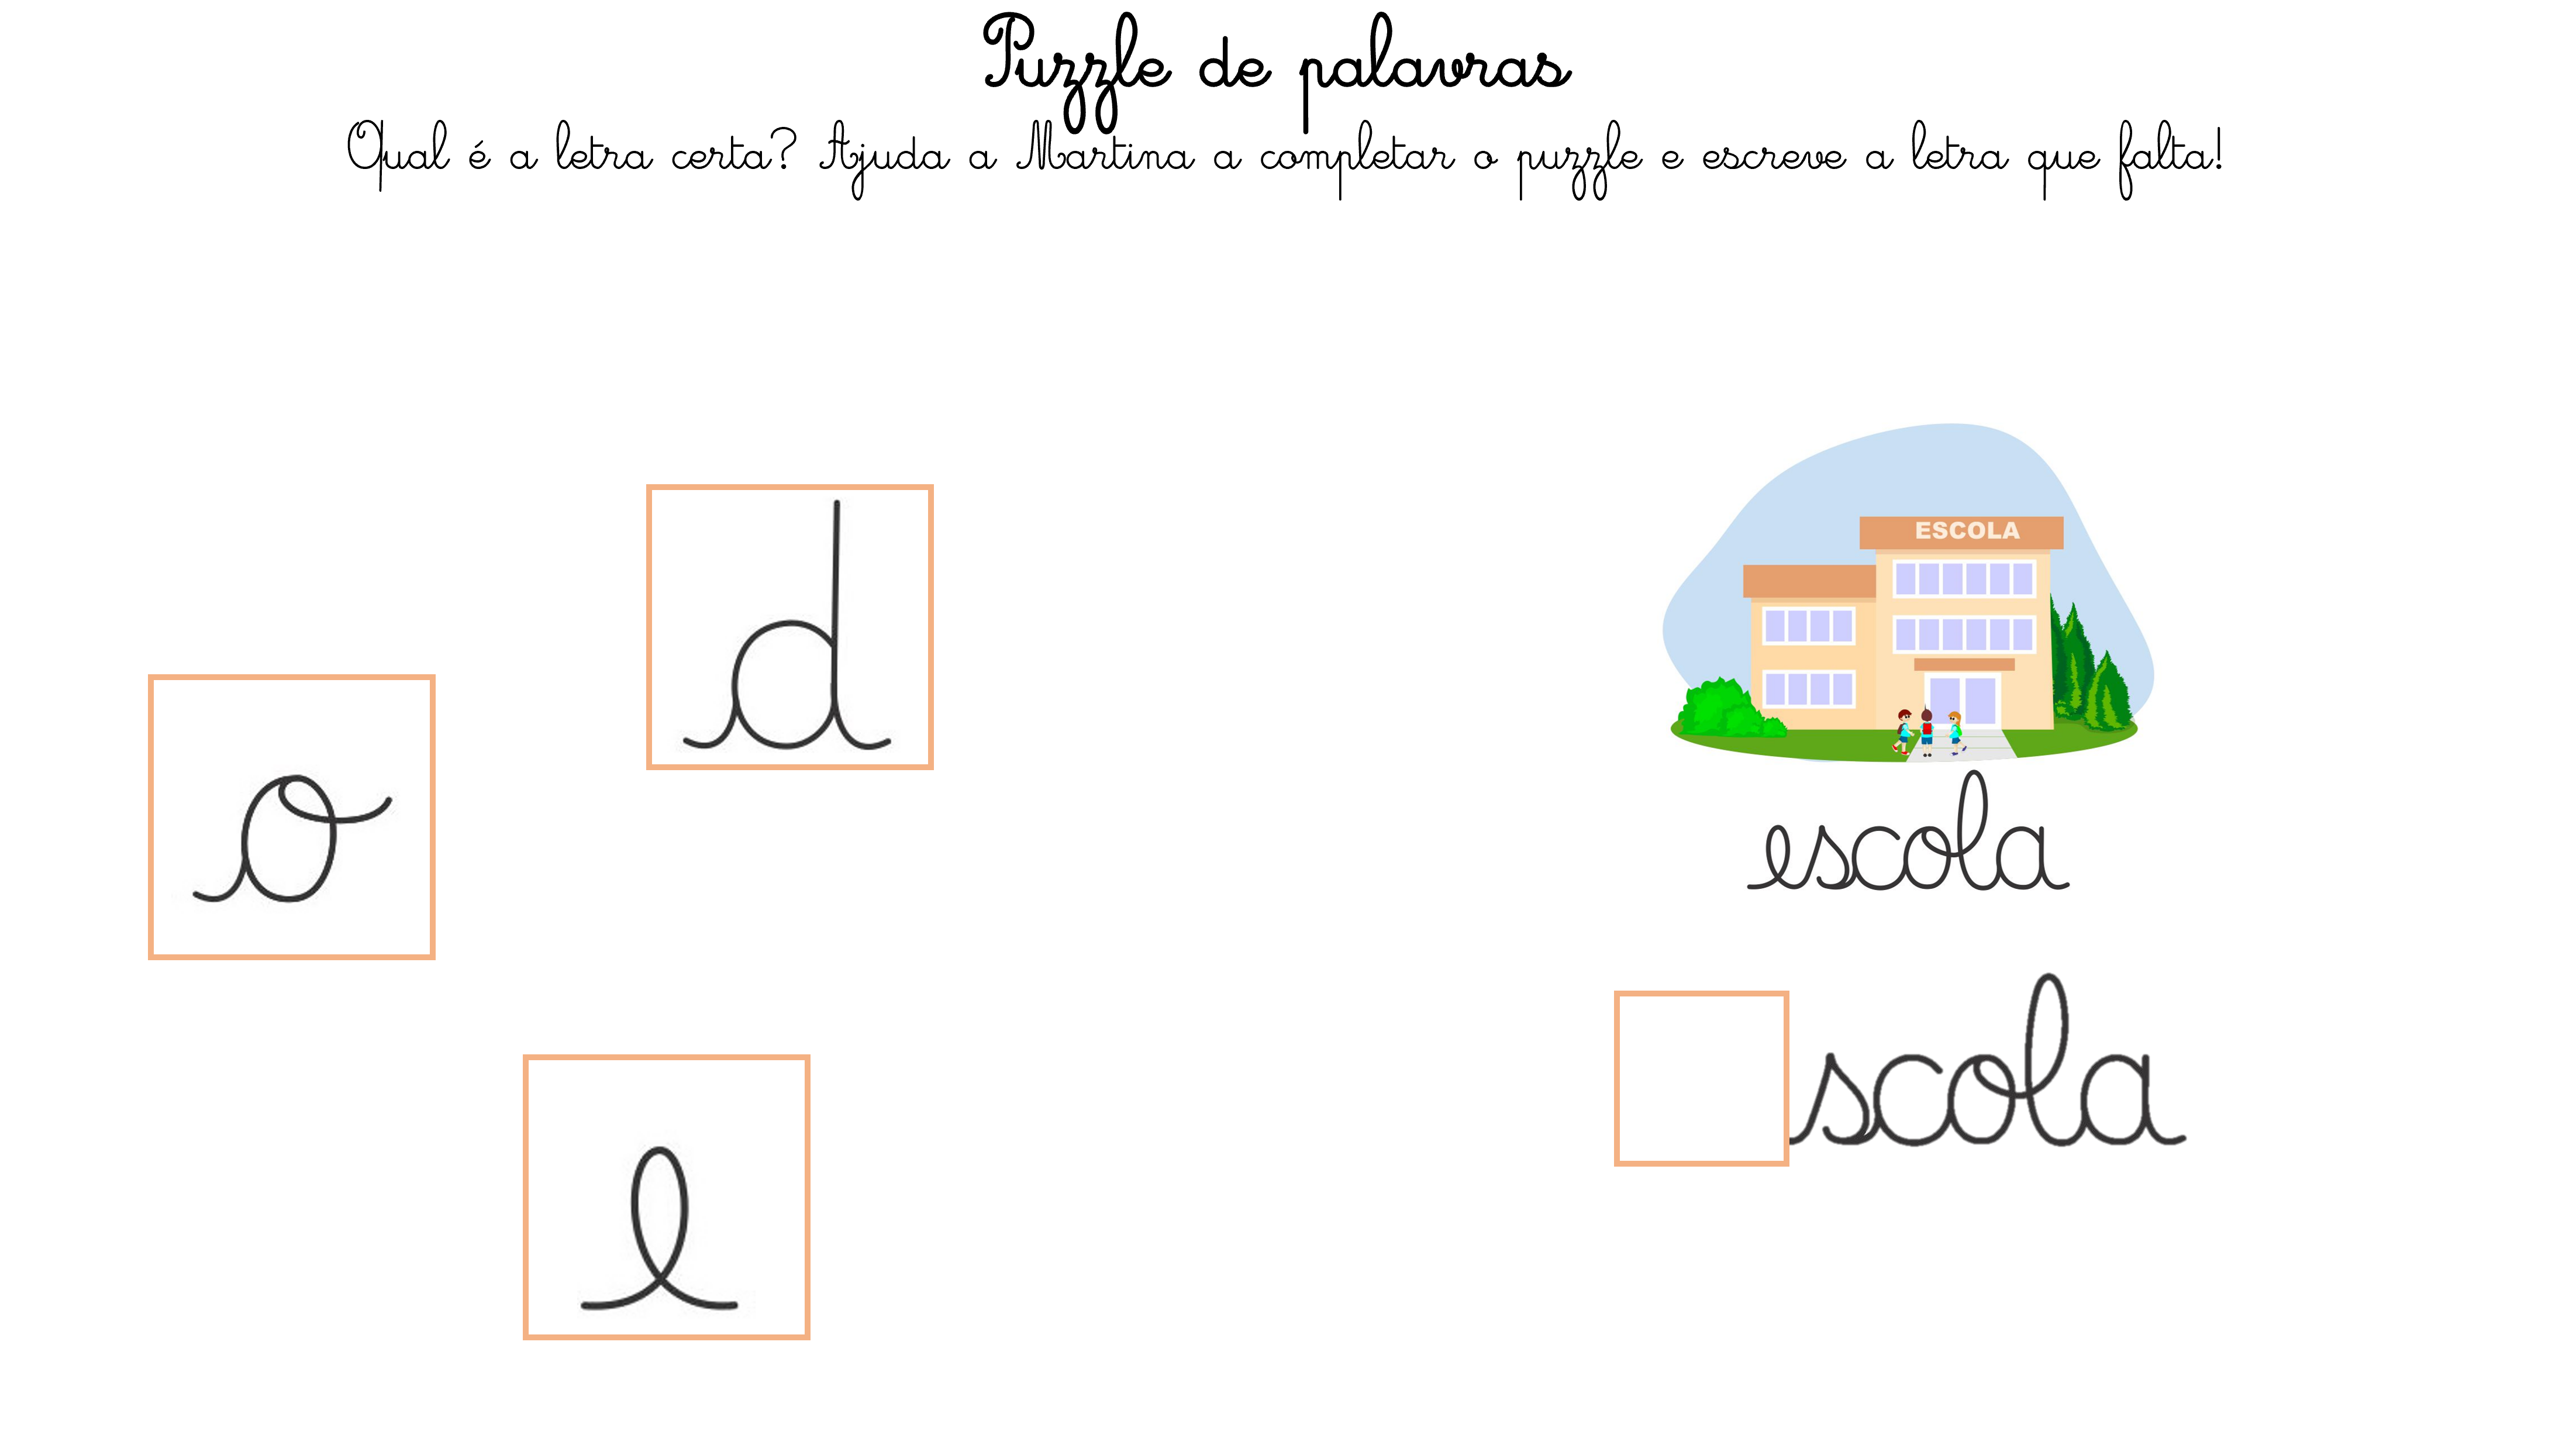 Puzzle de palavras
Qual é a letra certa? Ajuda a Martina a completar o puzzle e escreve a letra que falta!
d
o
e
ESCOLA
escola
scola